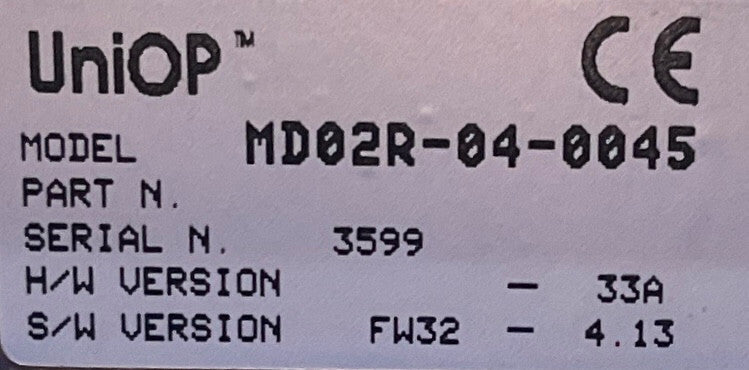 UniOP™ CE
MODEL MD02R-04-0045
PART N.
SERIAL N. 3599
H/W VERSION - 33A
S/W VERSION FW32 - 4.13